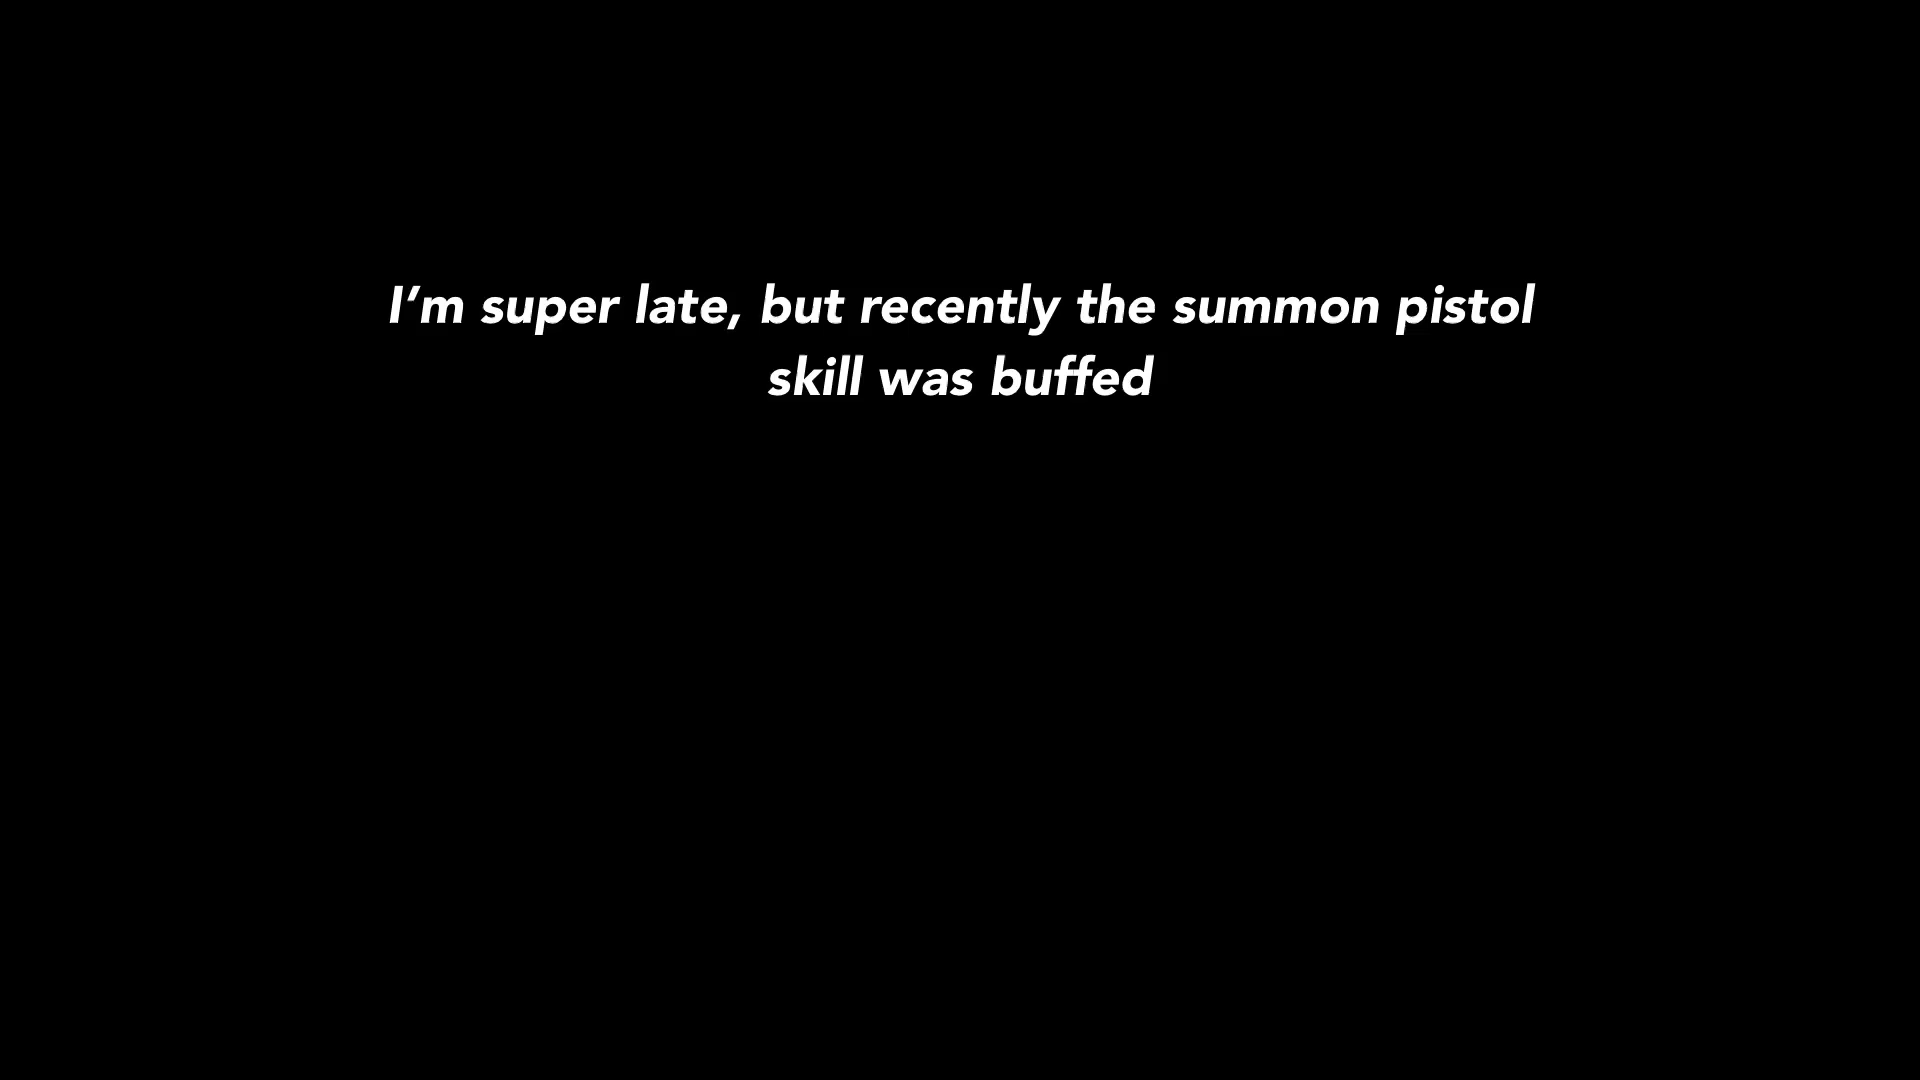 I’m super late, but recently the summon pistol
skill was buffed